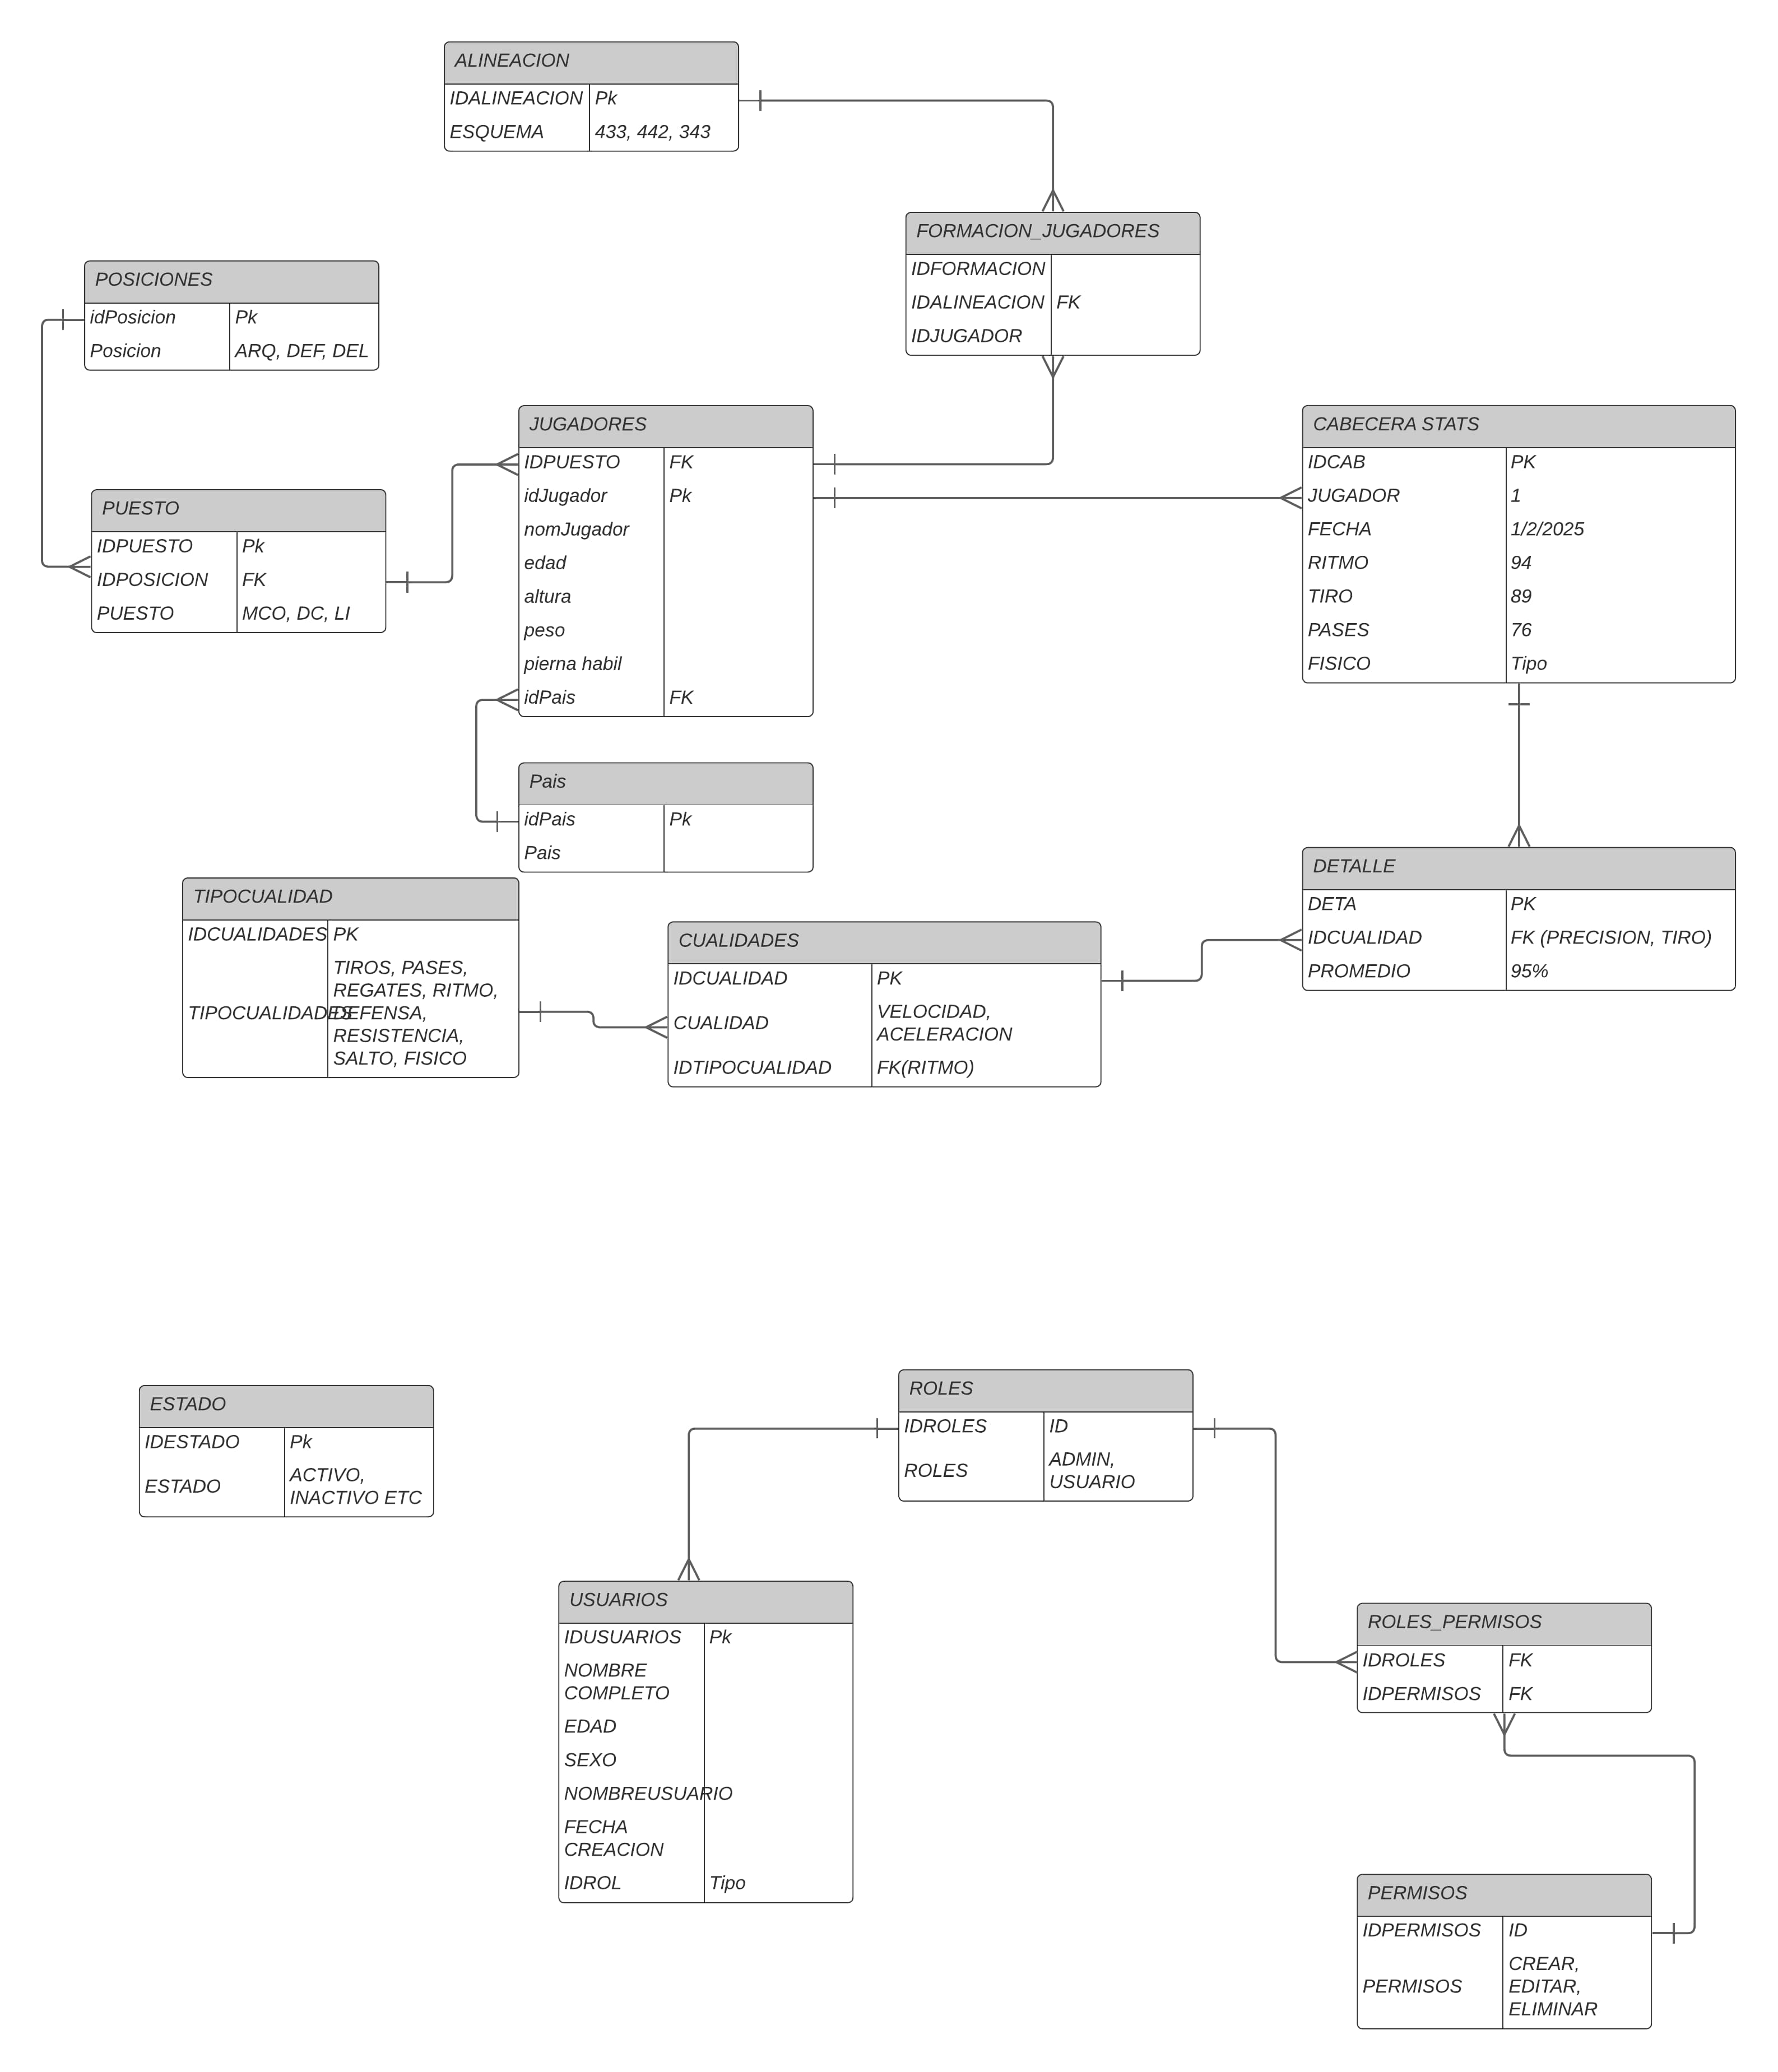 ALINEACION
IDALINEACION Pk
ESQUEMA 433, 442, 343
FORMACION_JUGADORES
IDFORMACION
IDALINEACION FK
IDJUGADOR
POSICIONES
idPosicion Pk
Posicion ARQ, DEF, DEL
PUESTO
IDPUESTO Pk
IDPOSICION FK
PUESTO MCO, DC, LI
JUGADORES
IDPUESTO FK
idJugador Pk
nomJugador
edad
altura
peso
pierna habil
idPais FK
CABECERA STATS
IDCAB PK
JUGADOR 1
FECHA 1/2/2025
RITMO 94
TIRO 89
PASES 76
FISICO Tipo
Pais
idPais Pk
Pais
DETALLE
DETA PK
IDCUALIDAD FK (PRECISION, TIRO)
PROMEDIO 95%
TIPOCUALIDAD
IDCUALIDADES PK
TIPOCUALIDADES
TIROS, PASES,
REGATES, RITMO,
DEFENSA,
RESISTENCIA,
SALTO, FISICO
CUALIDADES
IDCUALIDAD PK
CUALIDAD
VELOCIDAD,
ACELERACION
IDTIPOCUALIDAD FK(RITMO)
ESTADO
IDESTADO Pk
ESTADO
ACTIVO,
INACTIVO ETC
ROLES
IDROLES ID
ROLES
ADMIN,
USUARIO
USUARIOS
IDUSUARIOS Pk
NOMBRE
COMPLETO
EDAD
SEXO
NOMBREUSUARIO
FECHA
CREACION
IDROL Tipo
ROLES_PERMISOS
IDROLES FK
IDPERMISOS FK
PERMISOS
IDPERMISOS ID
PERMISOS
CREAR,
EDITAR,
ELIMINAR